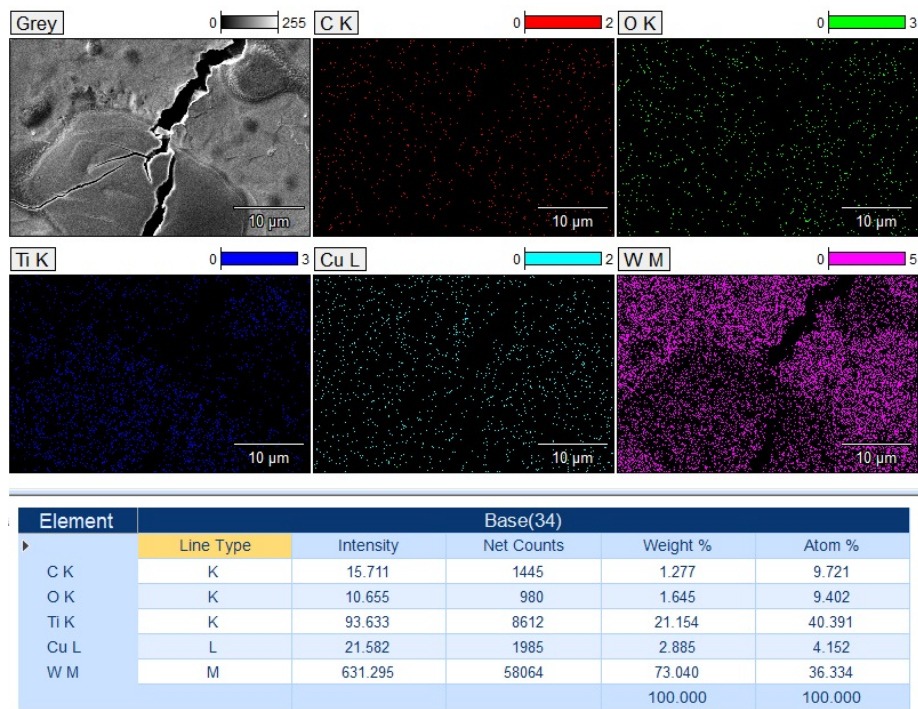 Grey 0 255 C K 0 2 O K 0 3
10 µm 10 µm 10 µm
Ti K 0 3 Cu L 0 2 W M 0 5
10 µm 10 µm 10 µm
Element Base(34)
Line Type Intensity Net Counts Weight % Atom %
C K K 15.711 1445 1.277 9.721
O K K 10.655 980 1.645 9.402
Ti K K 93.633 8612 21.154 40.391
Cu L L 21.582 1985 2.885 4.152
W M M 631.295 58064 73.040 36.334
100.000 100.000